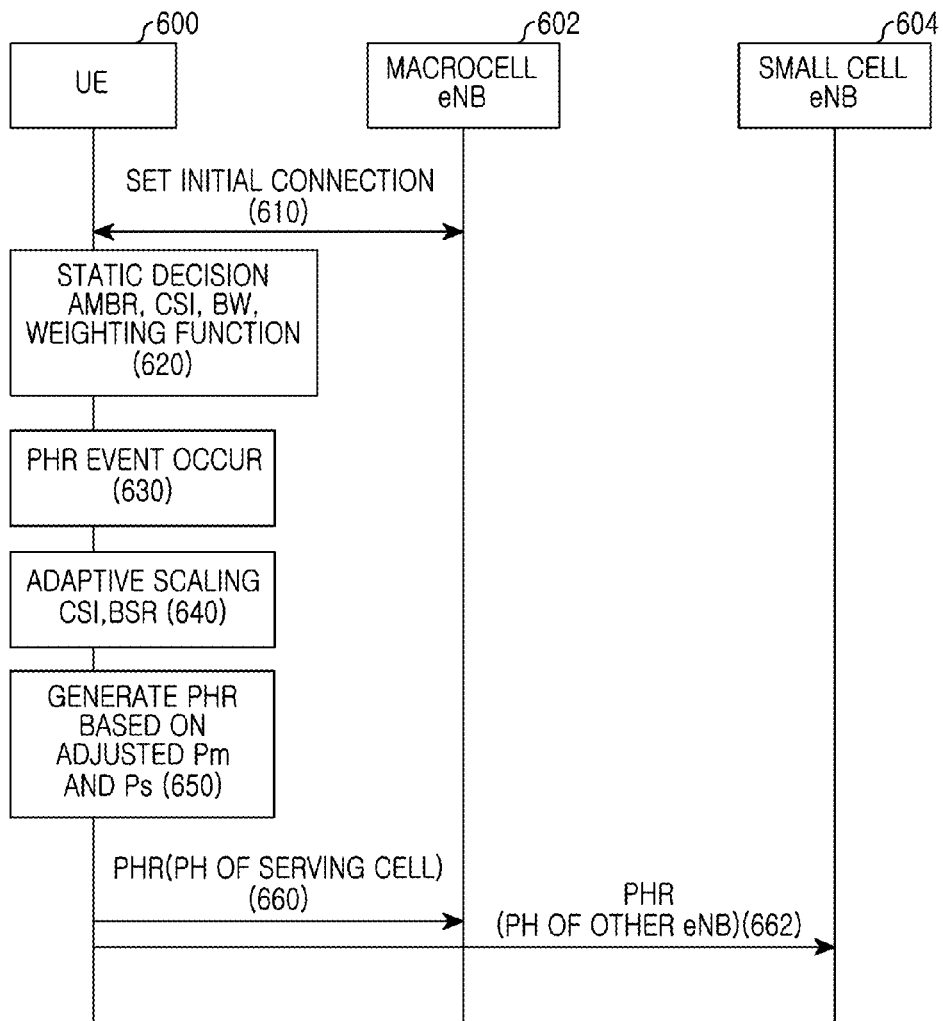 600
602
604
UE
MACROCELL
eNB
SMALL CELL
eNB
SET INITIAL CONNECTION
(610)
STATIC DECISION
AMBR, CSI, BW,
WEIGHTING FUNCTION
(620)
PHR EVENT OCCUR
(630)
ADAPTIVE SCALING
CSI,BSR (640)
GENERATE PHR
BASED ON
ADJUSTED Pm
AND Ps (650)
PHR(PH OF SERVING CELL)
(660)
PHR
(PH OF OTHER eNB)(662)